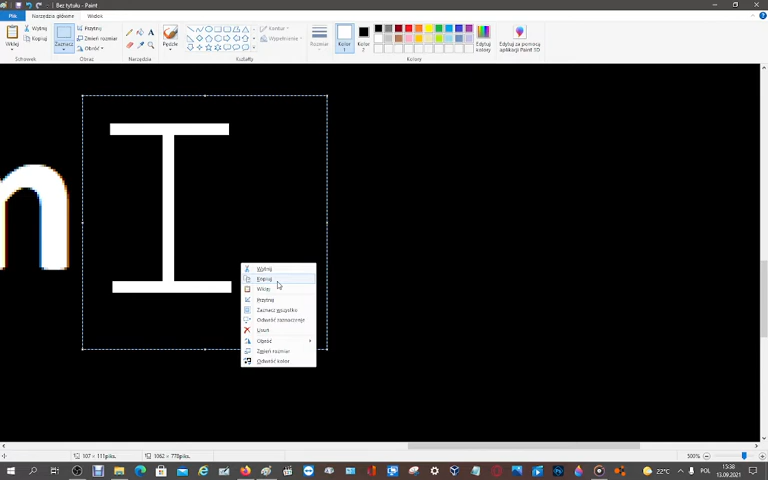 Bez tytułu - Paint
Plik
Narzędzia główne
Widok
Wklej
Wytnij
Kopiuj
Schowek
Zaznacz
Przytnij
Zmień rozmiar
Obróć
Obraz
A
Narzędzia
Pędzle
Kontur
Wypełnienie
Kształty
Rozmiar
Kolor
1
Kolor
2
Kolory
Edytuj
kolory
Edytuj za pomocą
aplikacji Paint 3D
n I
Wytnij
Kopiuj
Wklej
Przytnij
Zaznacz wszystko
Odwróć zaznaczenie
Usuń
Obróć
Zmień rozmiar
Odwróć kolor
107 × 111piks.
1062 × 778piks.
500%
22°C
POL
15:38
13.09.2021